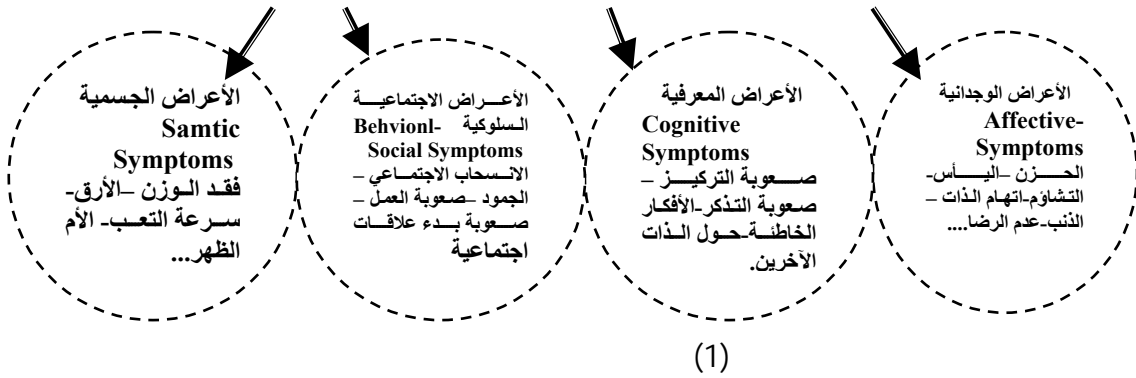 الأعراض الوجدانية
Affective-
Symptoms
الحزن –اليأس-
التشاؤم-اتهام الذات –
الذنب-عدم الرضا....
الأعراض المعرفية
Cognitive
Symptoms
صعوبة التركيز –
صعوبة التذكر-الأفكار
الخاطئة-حول الذات
الآخرين.
الأعراض الاجتماعية
السلوكية Behvionl-
Social Symptoms
الانسحاب الاجتماعي –
الجمود –صعوبة العمل –
صعوبة بدء علاقات
اجتماعية
الأعراض الجسمية
Samtic
Symptoms
فقد الوزن –الأرق-
سرعة التعب- الأم
الظهر...
(1)